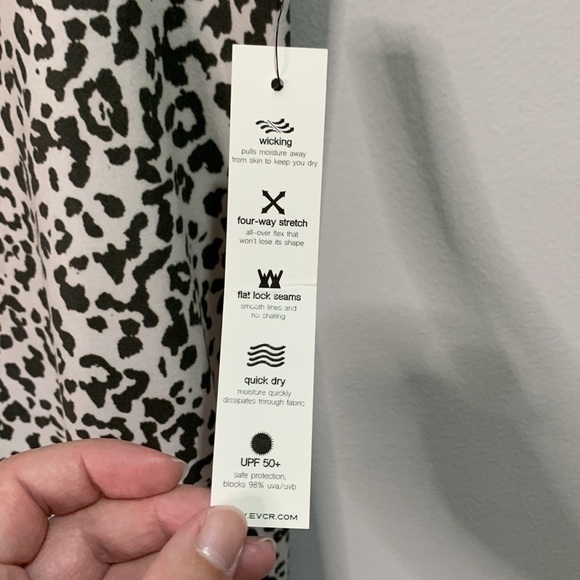 wicking
pulls moisture away
from skin to keep you dry
four-way stretch
all-over flex that
won't lose its shape
flat lock seams
smooth lines and
no chafing
quick dry
moisture quickly
dissipates through fabric
UPF 50+
safe protection,
blocks 98% uva/uvb
.EVCR.COM